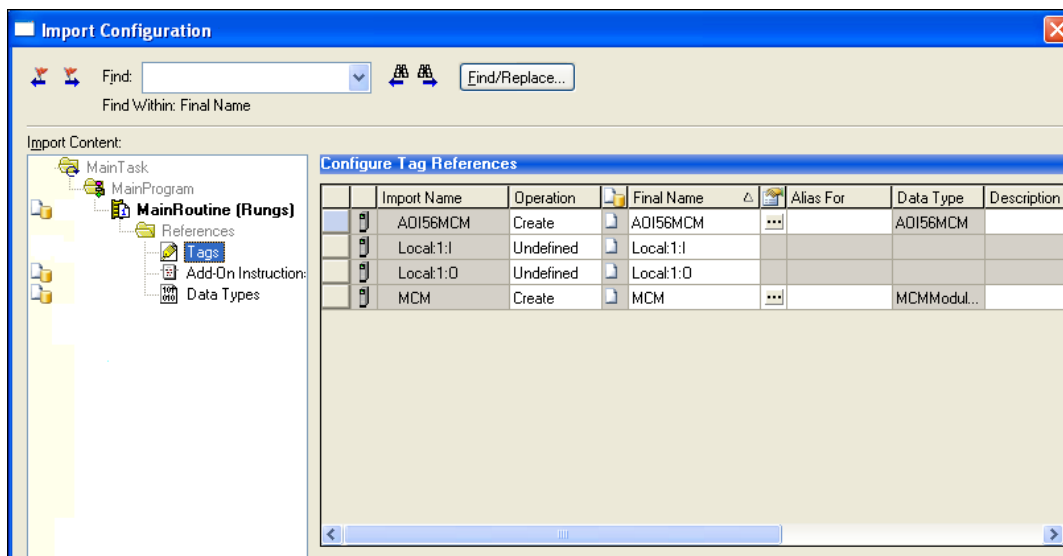 Import Configuration
Find:
Find/Replace...
Find Within: Final Name
Import Content:
MainTask
MainProgram
MainRoutine (Rungs)
References
Tags
Add-On Instruction:
Data Types
Configure Tag References
Import Name Operation Final Name Alias For Data Type Description
AOI56MCM Create AOI56MCM ... AOI56MCM
Local:1:I Undefined Local:1:I
Local:1:O Undefined Local:1:O
MCM Create MCM ... MCMModul...